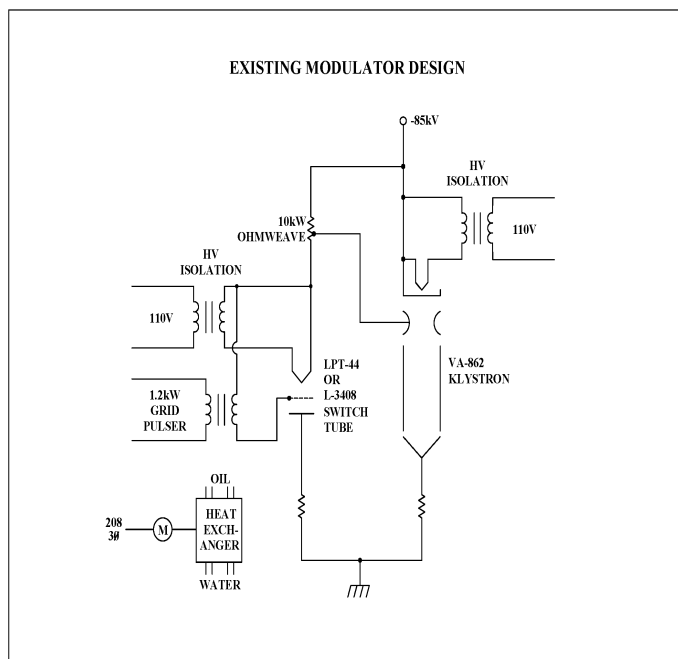 EXISTING MODULATOR DESIGN
-85kV
HV
ISOLATION
110V
10kW
OHMWEAVE
HV
ISOLATION
110V
1.2kW
GRID
PULSER
LPT-44
OR
L-3408
SWITCH
TUBE
VA-862
KLYSTRON
OIL
208
3ø
M
HEAT
EXCH-
ANGER
WATER